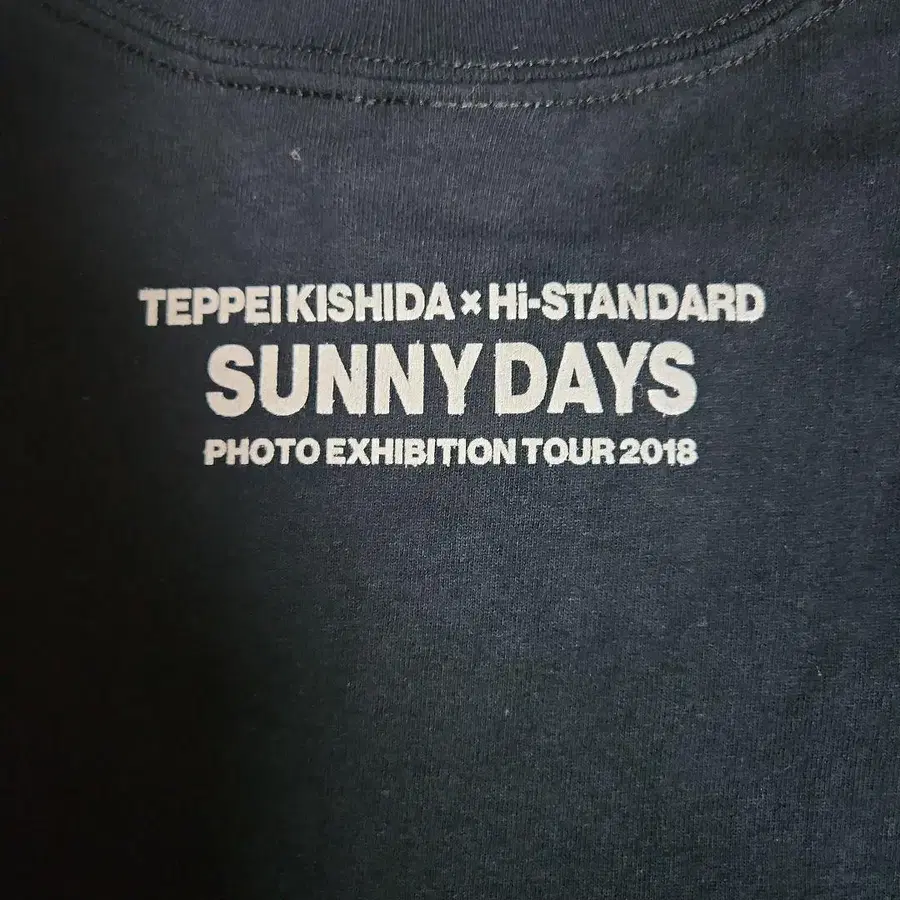 TEPPEI KISHIDA × Hi-STANDARD
SUNNY DAYS
PHOTO EXHIBITION TOUR 2018